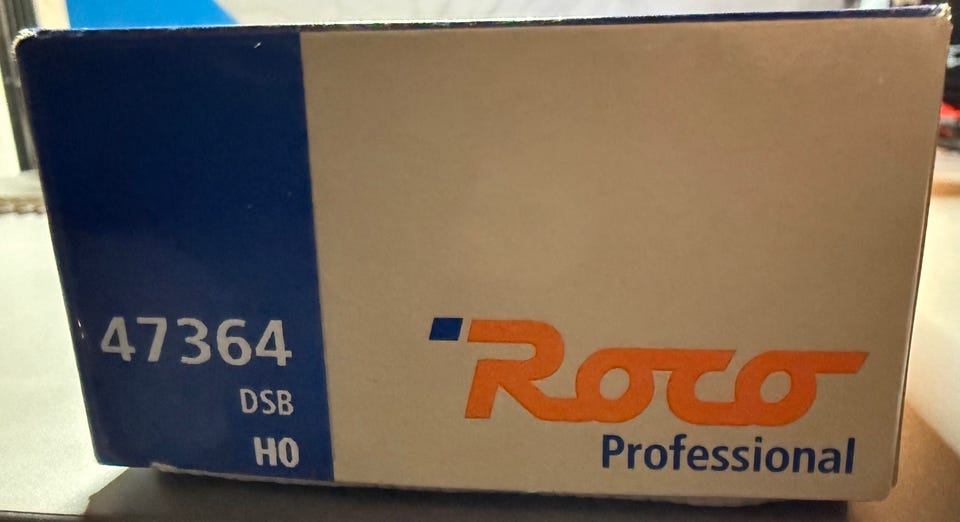 47364
DSB
H0
Roco
Professional